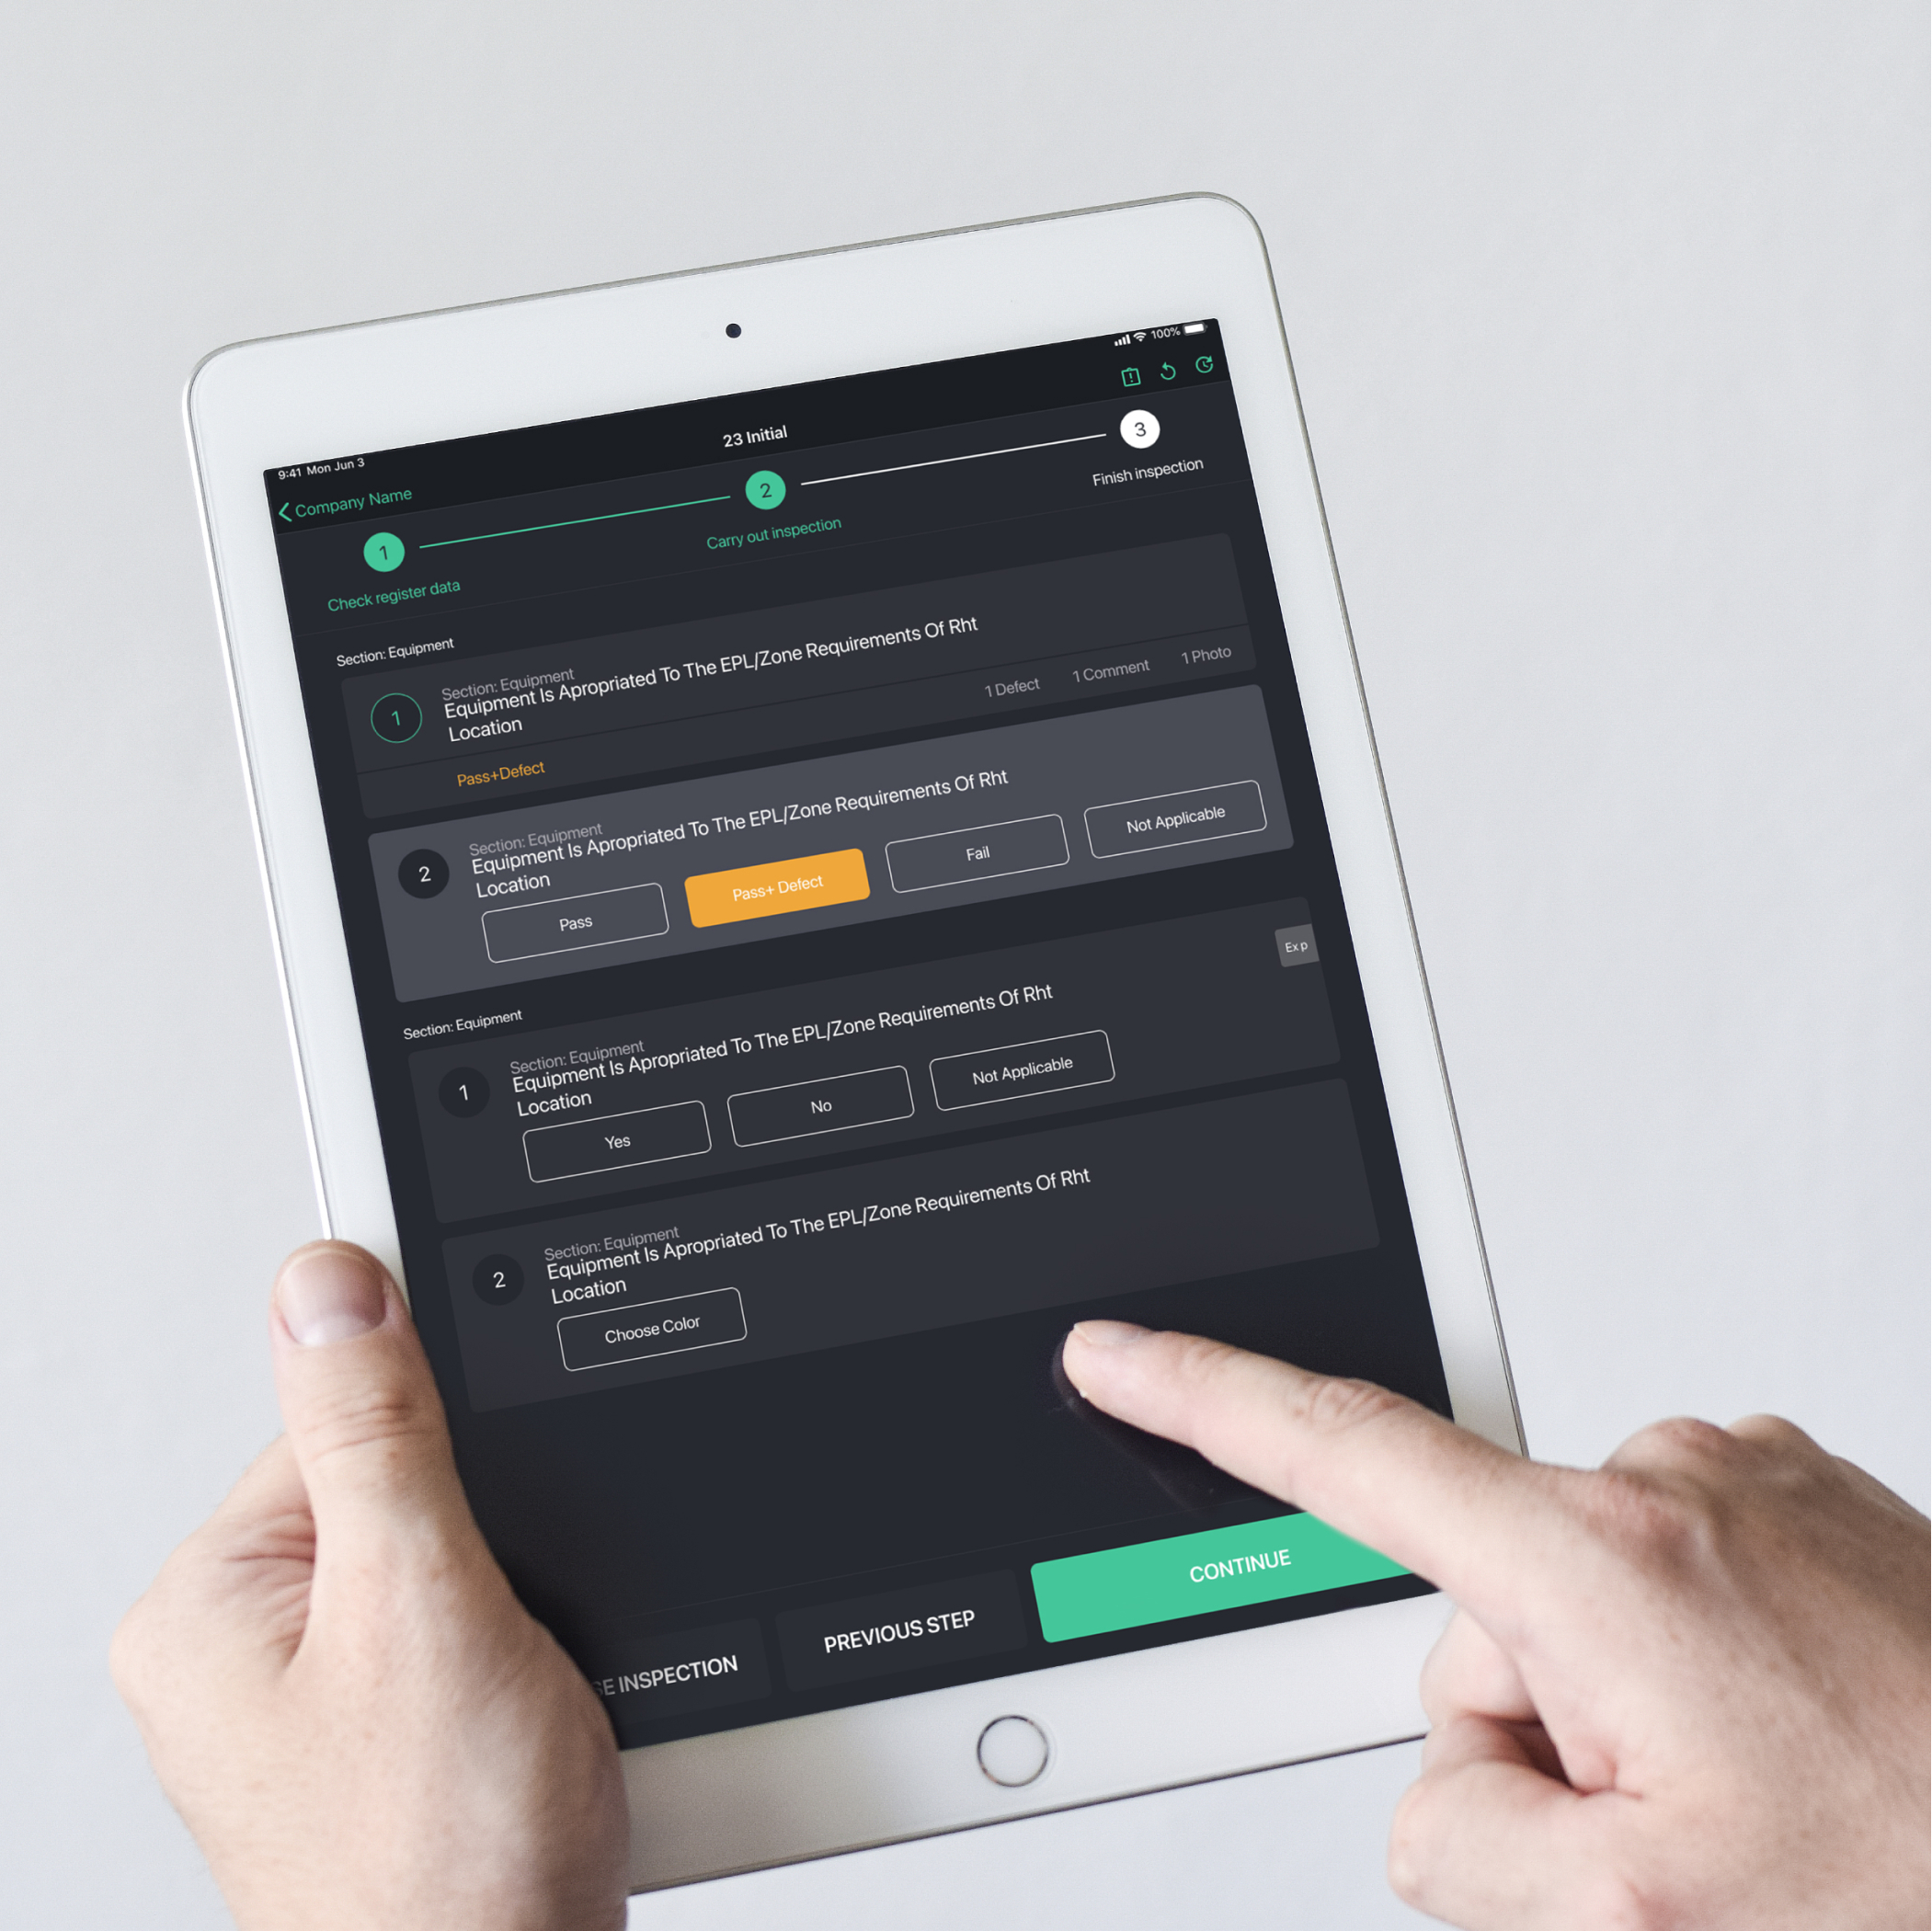 9:41 Mon Jun 3
100%
Company Name
23 Initial
1
2
3
Check register data
Carry out inspection
Finish inspection
Section: Equipment
1
Section: Equipment
Equipment Is Apropriated To The EPL/Zone Requirements Of Rht
Location
Pass+Defect
1 Defect
1 Comment
1 Photo
2
Section: Equipment
Equipment Is Apropriated To The EPL/Zone Requirements Of Rht
Location
Pass
Pass+ Defect
Fail
Not Applicable
Section: Equipment
Ex p
1
Section: Equipment
Equipment Is Apropriated To The EPL/Zone Requirements Of Rht
Location
Yes
No
Not Applicable
2
Section: Equipment
Equipment Is Apropriated To The EPL/Zone Requirements Of Rht
Location
Choose Color
INSPECTION
PREVIOUS STEP
CONTINUE